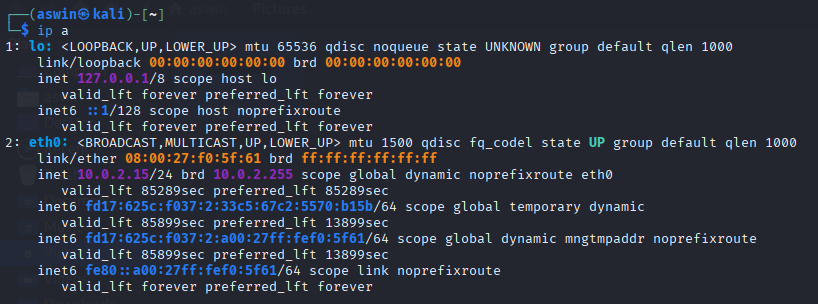 ┌──(aswin㉿kali)-[~]
└─$ ip a
1: lo: <LOOPBACK,UP,LOWER_UP> mtu 65536 qdisc noqueue state UNKNOWN group default qlen 1000
    link/loopback 00:00:00:00:00:00 brd 00:00:00:00:00:00
    inet 127.0.0.1/8 scope host lo
       valid_lft forever preferred_lft forever
    inet6 ::1/128 scope host noprefixroute
       valid_lft forever preferred_lft forever
2: eth0: <BROADCAST,MULTICAST,UP,LOWER_UP> mtu 1500 qdisc fq_codel state UP group default qlen 1000
    link/ether 08:00:27:f0:5f:61 brd ff:ff:ff:ff:ff:ff
    inet 10.0.2.15/24 brd 10.0.2.255 scope global dynamic noprefixroute eth0
       valid_lft 85289sec preferred_lft 85289sec
    inet6 fd17:625c:f037:2:33c5:67c2:5570:b15b/64 scope global temporary dynamic
       valid_lft 85899sec preferred_lft 13899sec
    inet6 fd17:625c:f037:2:a00:27ff:fef0:5f61/64 scope global dynamic mngtmpaddr noprefixroute
       valid_lft 85899sec preferred_lft 13899sec
    inet6 fe80::a00:27ff:fef0:5f61/64 scope link noprefixroute
       valid_lft forever preferred_lft forever